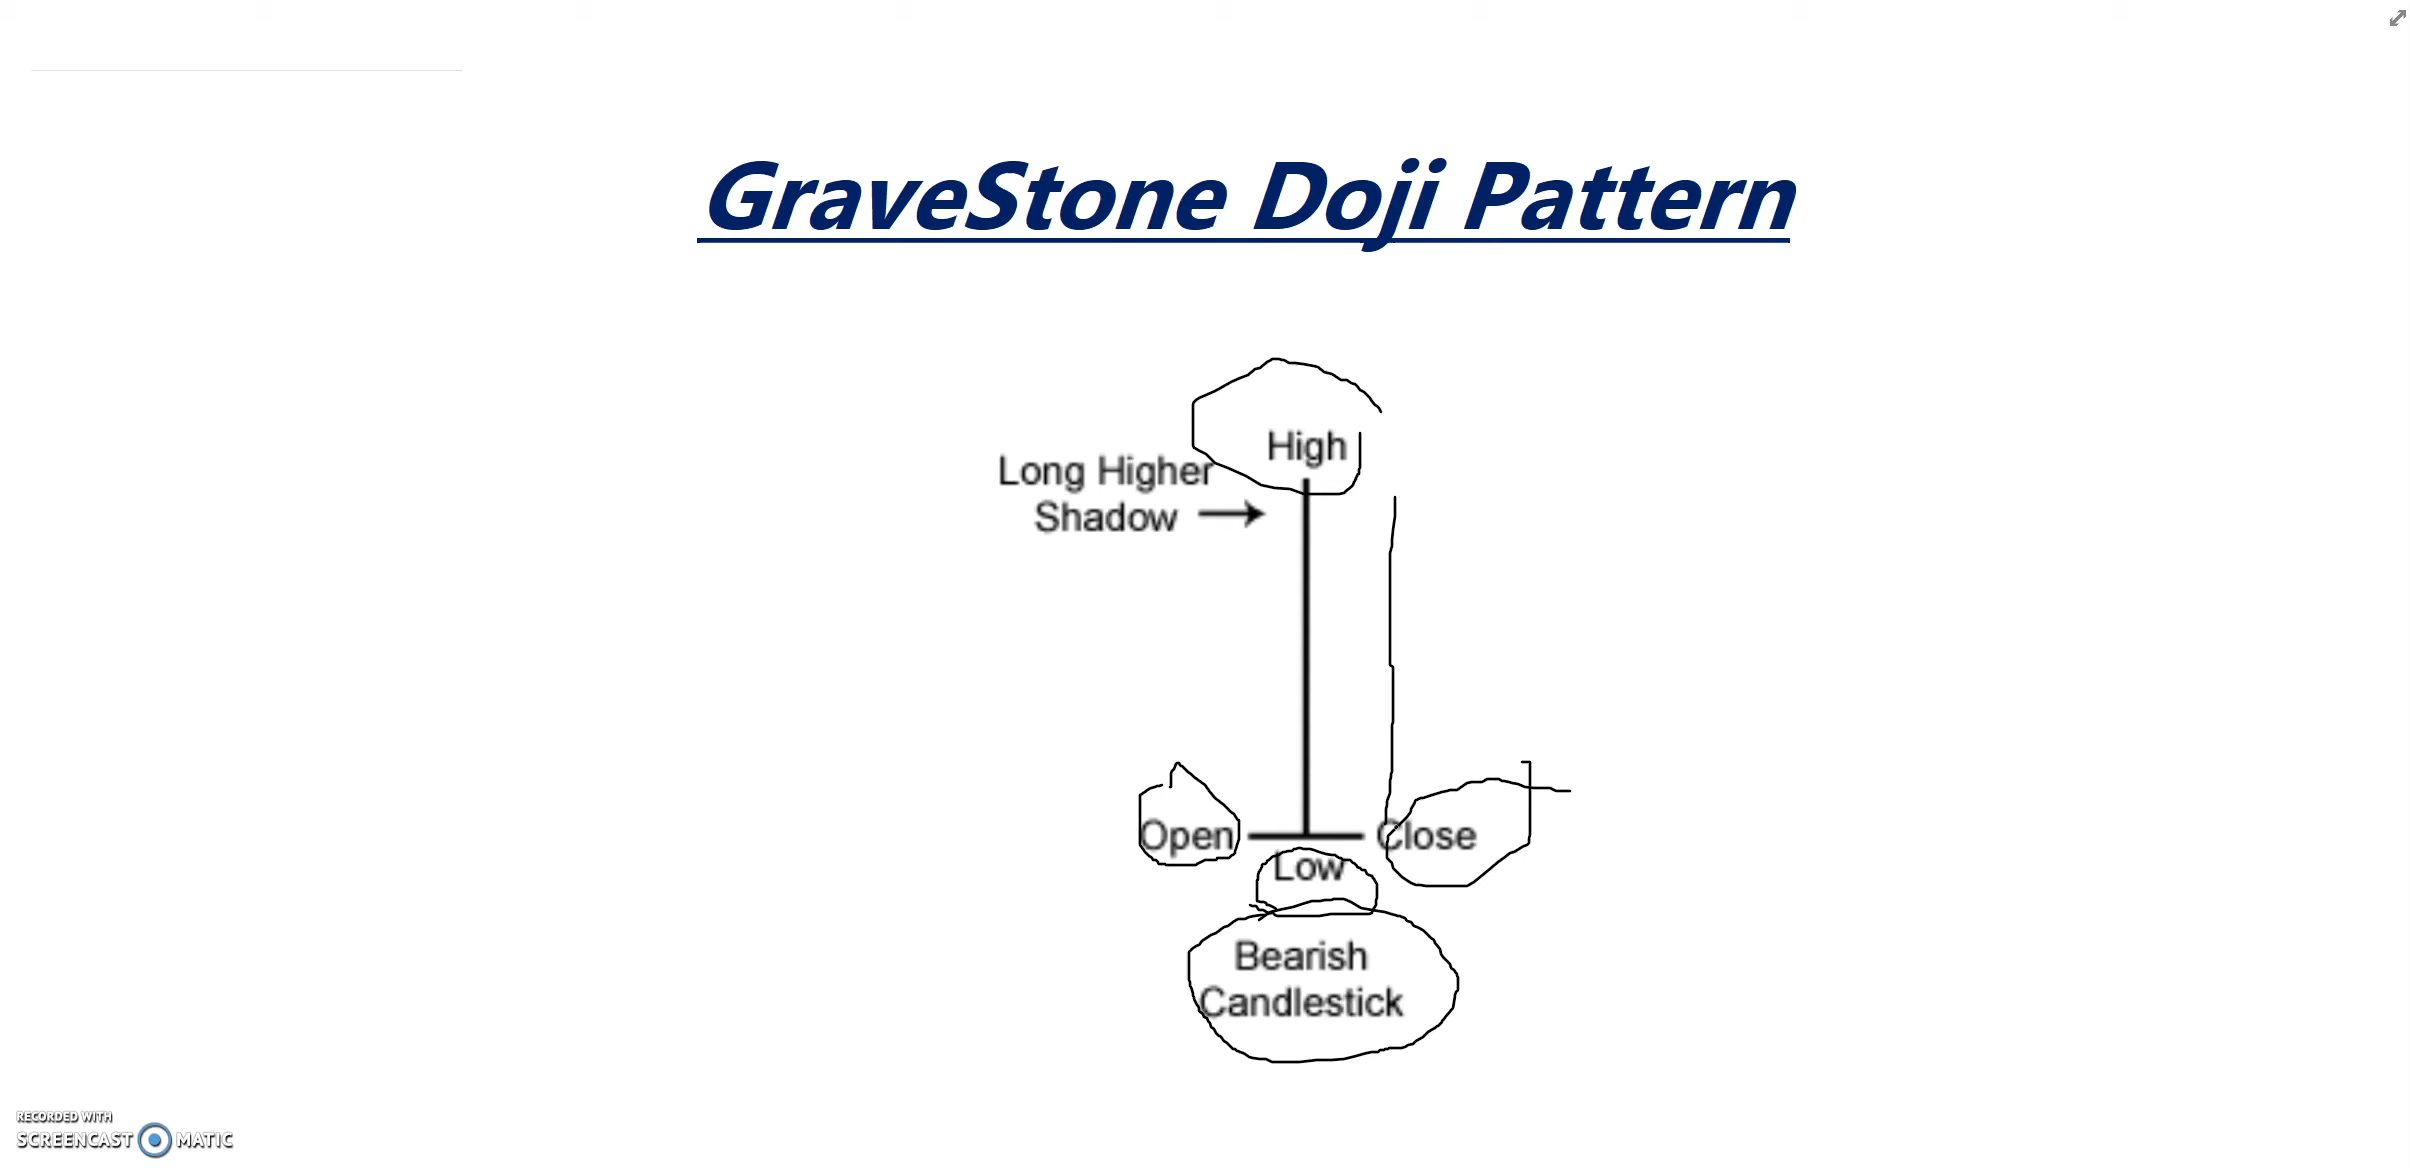 GraveStone Doji Pattern
High
Long Higher
Shadow
Open
Close
Low
Bearish
Candlestick
RECORDED WITH
SCREENCAST MATIC